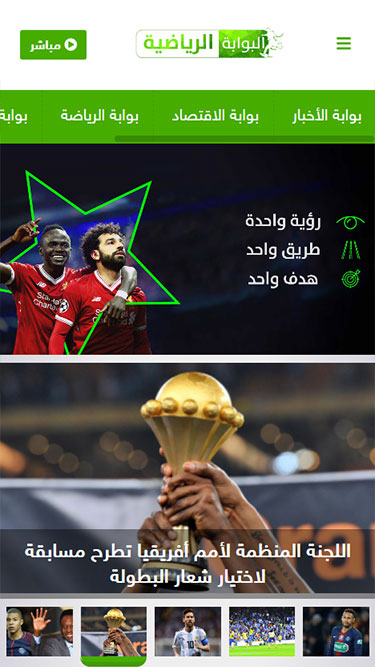 البوابة الرياضية
مباشر
بوابة الأخبار
بوابة الاقتصاد
بوابة الرياضة
بوابة
رؤية واحدة
طريق واحد
هدف واحد
اللجنة المنظمة لأمم أفريقيا تطرح مسابقة
لاختيار شعار البطولة